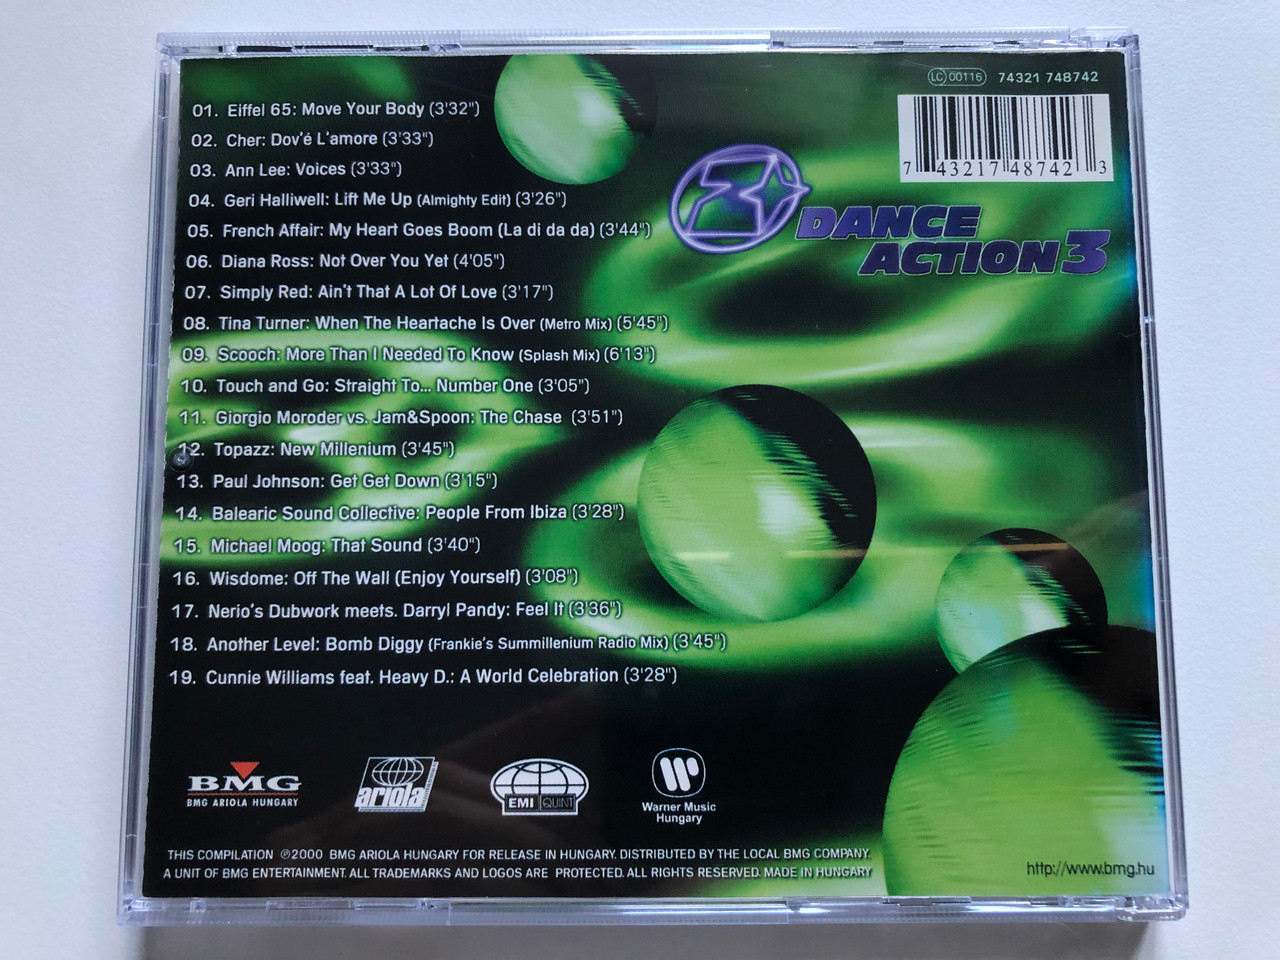 LC 00116 74321 748742
7 43217 48742 3
DANCE
ACTION 3
01. Eiffel 65: Move Your Body (3'32")
02. Cher: Dov'é L'amore (3'33")
03. Ann Lee: Voices (3'33")
04. Geri Halliwell: Lift Me Up (Almighty Edit) (3'26")
05. French Affair: My Heart Goes Boom (La di da da) (3'44")
06. Diana Ross: Not Over You Yet (4'05")
07. Simply Red: Ain't That A Lot Of Love (3'17")
08. Tina Turner: When The Heartache Is Over (Metro Mix) (5'45")
09. Scooch: More Than I Needed To Know (Splash Mix) (6'13")
10. Touch and Go: Straight To... Number One (3'05")
11. Giorgio Moroder vs. Jam&Spoon: The Chase (3'51")
12. Topazz: New Millenium (3'45")
13. Paul Johnson: Get Get Down (3'15")
14. Balearic Sound Collective: People From Ibiza (3'28")
15. Michael Moog: That Sound (3'40")
16. Wisdome: Off The Wall (Enjoy Yourself) (3'08")
17. Nerio's Dubwork meets. Darryl Pandy: Feel It (3'36")
18. Another Level: Bomb Diggy (Frankie's Summillenium Radio Mix) (3'45")
19. Cunnie Williams feat. Heavy D.: A World Celebration (3'28")
BMG
BMG ARIOLA HUNGARY
ariola
EMI QUINT
Warner Music
Hungary
THIS COMPILATION ℗2000 BMG ARIOLA HUNGARY FOR RELEASE IN HUNGARY. DISTRIBUTED BY THE LOCAL BMG COMPANY.
A UNIT OF BMG ENTERTAINMENT. ALL TRADEMARKS AND LOGOS ARE PROTECTED. ALL RIGHTS RESERVED. MADE IN HUNGARY
http://www.bmg.hu